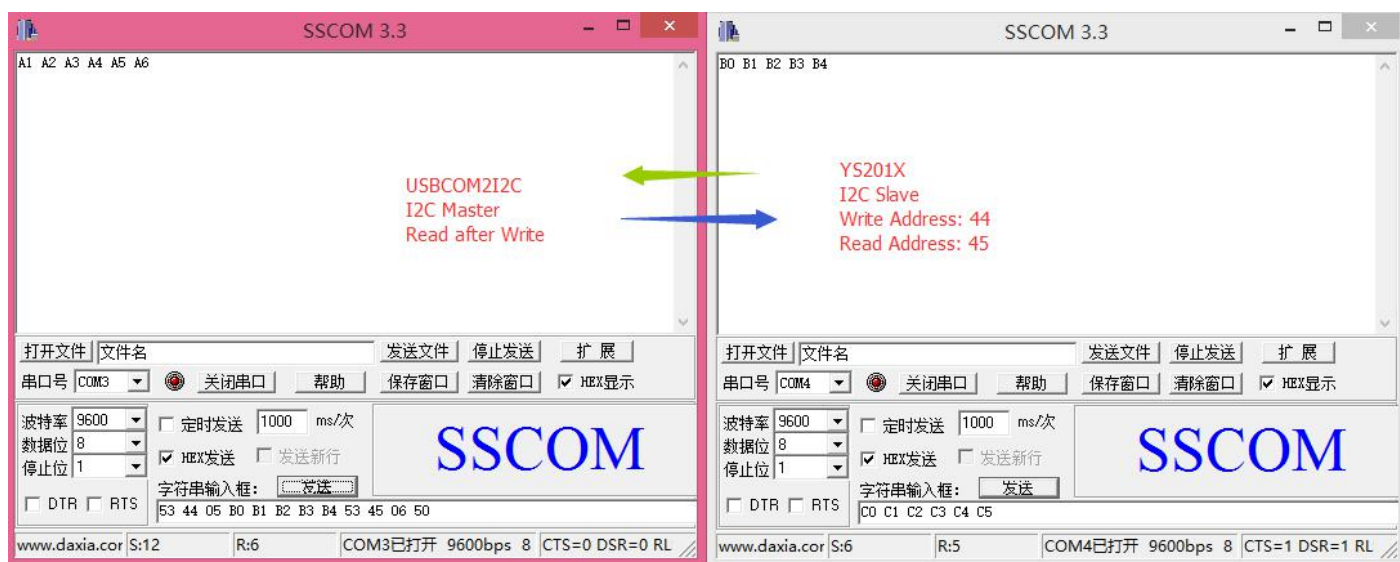 SSCOM 3.3
A1 A2 A3 A4 A5 A6
USBCOM2I2C
I2C Master
Read after Write
打开文件 文件名 发送文件 停止发送 扩 展
串口号 COM3 关闭串口 帮助 保存窗口 清除窗口 HEX显示
波特率 9600 定时发送 1000 ms/次
数据位 8 HEX发送 发送新行
停止位 1 字符串输入框: 发送
DTR RTS 53 44 05 B0 B1 B2 B3 B4 53 45 06 50
SSCOM
www.daxia.cor S:12 R:6 COM3已打开 9600bps 8 CTS=0 DSR=0 RL
SSCOM 3.3
B0 B1 B2 B3 B4
YS201X
I2C Slave
Write Address: 44
Read Address: 45
打开文件 文件名 发送文件 停止发送 扩 展
串口号 COM4 关闭串口 帮助 保存窗口 清除窗口 HEX显示
波特率 9600 定时发送 1000 ms/次
数据位 8 HEX发送 发送新行
停止位 1 字符串输入框: 发送
DTR RTS C0 C1 C2 C3 C4 C5
SSCOM
www.daxia.cor S:6 R:5 COM4已打开 9600bps 8 CTS=1 DSR=1 RL